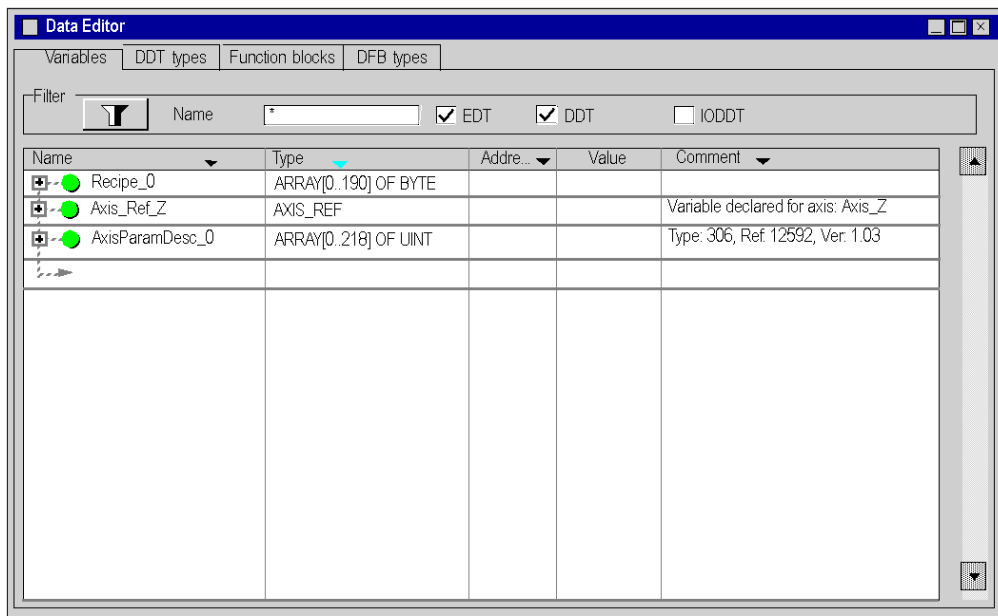 Data Editor
Variables DDT types Function blocks DFB types
Filter
Name * EDT DDT IODDT
Name Type Addre... Value Comment
Recipe_0 ARRAY[0..190] OF BYTE
Axis_Ref_Z AXIS_REF Variable declared for axis: Axis_Z
AxisParamDesc_0 ARRAY[0..218] OF UINT Type: 306, Ref. 12592, Ver. 1.03